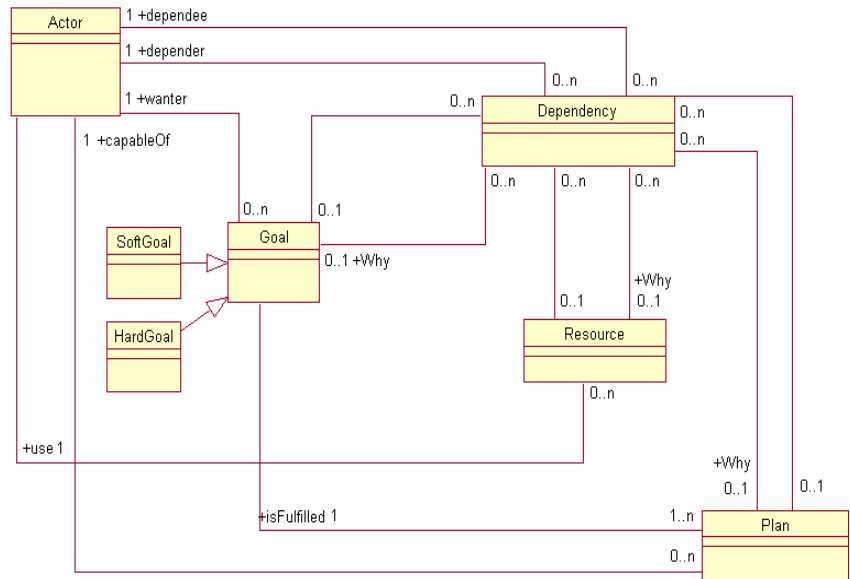 Actor
1 +dependee
1 +depender
0..n
0..n
1 +wanter
0..n
Dependency
0..n
0..n
1 +capableOf
0..n
0..n
0..n
0..n
0..1
SoftGoal
Goal
0..1 +Why
+Why
0..1
0..1
HardGoal
Resource
0..n
+use 1
+Why
0..1
0..1
+isFulfilled 1
1..n
Plan
0..n